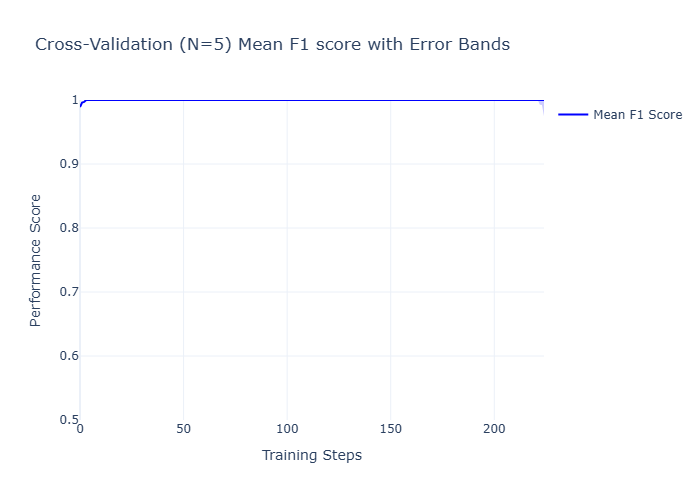 Cross-Validation (N=5) Mean F1 score with Error Bands
Mean F1 Score
1
0.9
0.8
0.7
0.6
0.5
Performance Score
0
50
100
150
200
Training Steps